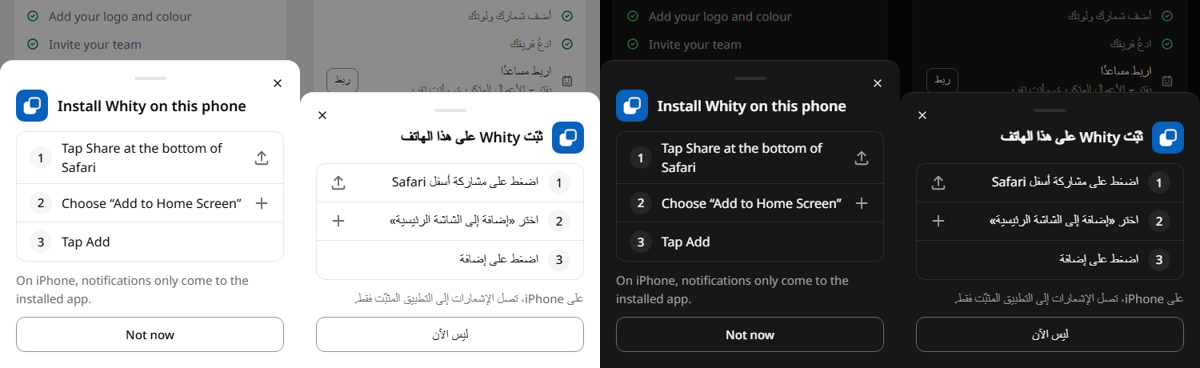 Add your logo and colour
Invite your team
Install Whity on this phone
1 Tap Share at the bottom of
Safari
2 Choose “Add to Home Screen”
3 Tap Add
On iPhone, notifications only come to the
installed app.
Not now
أضف شعارك ولونك
ادعُ فريقك
اربط مساعدًا
ربط
ثبّت Whity على هذا الهاتف
1 اضغط على مشاركة أسفل Safari
2 اختر «إضافة إلى الشاشة الرئيسية»
3 اضغط على إضافة
على iPhone، تصل الإشعارات إلى التطبيق المثبّت فقط.
ليس الآن
Add your logo and colour
Invite your team
Install Whity on this phone
1 Tap Share at the bottom of
Safari
2 Choose “Add to Home Screen”
3 Tap Add
On iPhone, notifications only come to the
installed app.
Not now
أضف شعارك ولونك
ادعُ فريقك
اربط مساعدًا
ربط
ثبّت Whity على هذا الهاتف
1 اضغط على مشاركة أسفل Safari
2 اختر «إضافة إلى الشاشة الرئيسية»
3 اضغط على إضافة
على iPhone، تصل الإشعارات إلى التطبيق المثبّت فقط.
ليس الآن